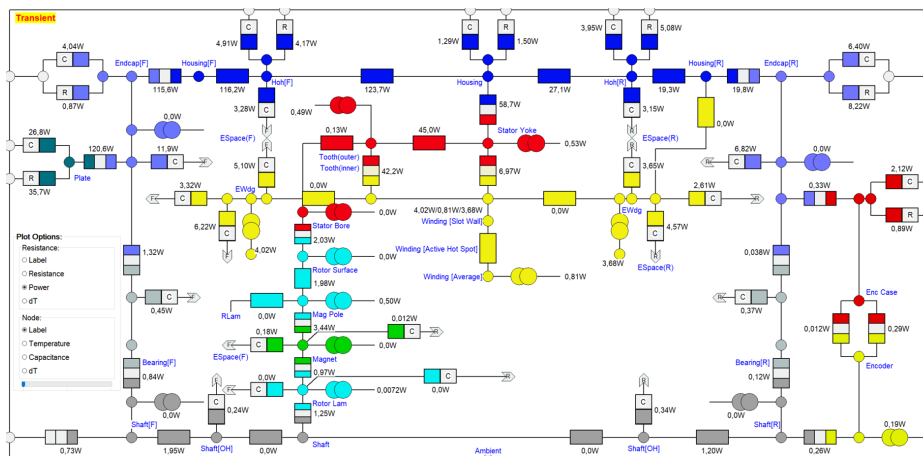 Transient
C
R
C
R
C
R
4,91W
4,17W
1,29W
1,50W
3,95W
5,08W
4,04W
Endcap[F]
Housing[F]
Housing[R]
Endcap[R]
6,40W
C
R
0,87W
115,6W
116,2W
Hoh[F]
123,7W
Housing
27,1W
Hoh[R]
19,3W
19,8W
C
R
8,22W
3,28W
C
58,7W
3,15W
C
0,0W
0,49W
Stator Yoke
ESpace(F)
ESpace(R)
0,0W
0,13W
45,0W
0,53W
26,8W
C
120,6W
11,9W
C
F
5,10W
C
Tooth(outer)
Tooth(inner)
42,2W
6,97W
3,65W
C
R
6,82W
C
0,0W
R
35,7W
Plate
3,32W
C
F
EWdg
0,0W
4,02W/0,81W/3,68W
0,0W
EWdg
2,61W
C
R
0,33W
2,12W
C
R
0,89W
6,22W
C
F
4,02W
0,0W
Stator Bore
2,03W
Winding [Slot Wall]
Winding [Active Hot Spot]
3,68W
4,57W
C
R
ESpace(R)
Plot Options:
Resistance:
Label
Resistance
Power
dT
Node:
Label
Temperature
Capacitance
dT
1,32W
0,0W
Rotor Surface
1,98W
Winding [Average]
0,81W
0,038W
C
F
0,45W
RLam
0,0W
0,50W
Mag Pole
3,44W
R
C
0,37W
Enc Case
0,012W
0,29W
0,18W
C
F
ESpace(F)
0,012W
C
R
0,0W
Magnet
0,97W
Encoder
Bearing[F]
0,84W
0,0W
C
F
0,0072W
Rotor Lam
1,25W
C
R
0,0W
Bearing[R]
0,12W
0,0W
C
0,24W
R
C
0,34W
0,0W
Shaft[F]
Shaft[R]
0,19W
0,73W
1,95W
Shaft[OH]
0,0W
Shaft
Ambient
0,0W
Shaft[OH]
1,20W
0,26W